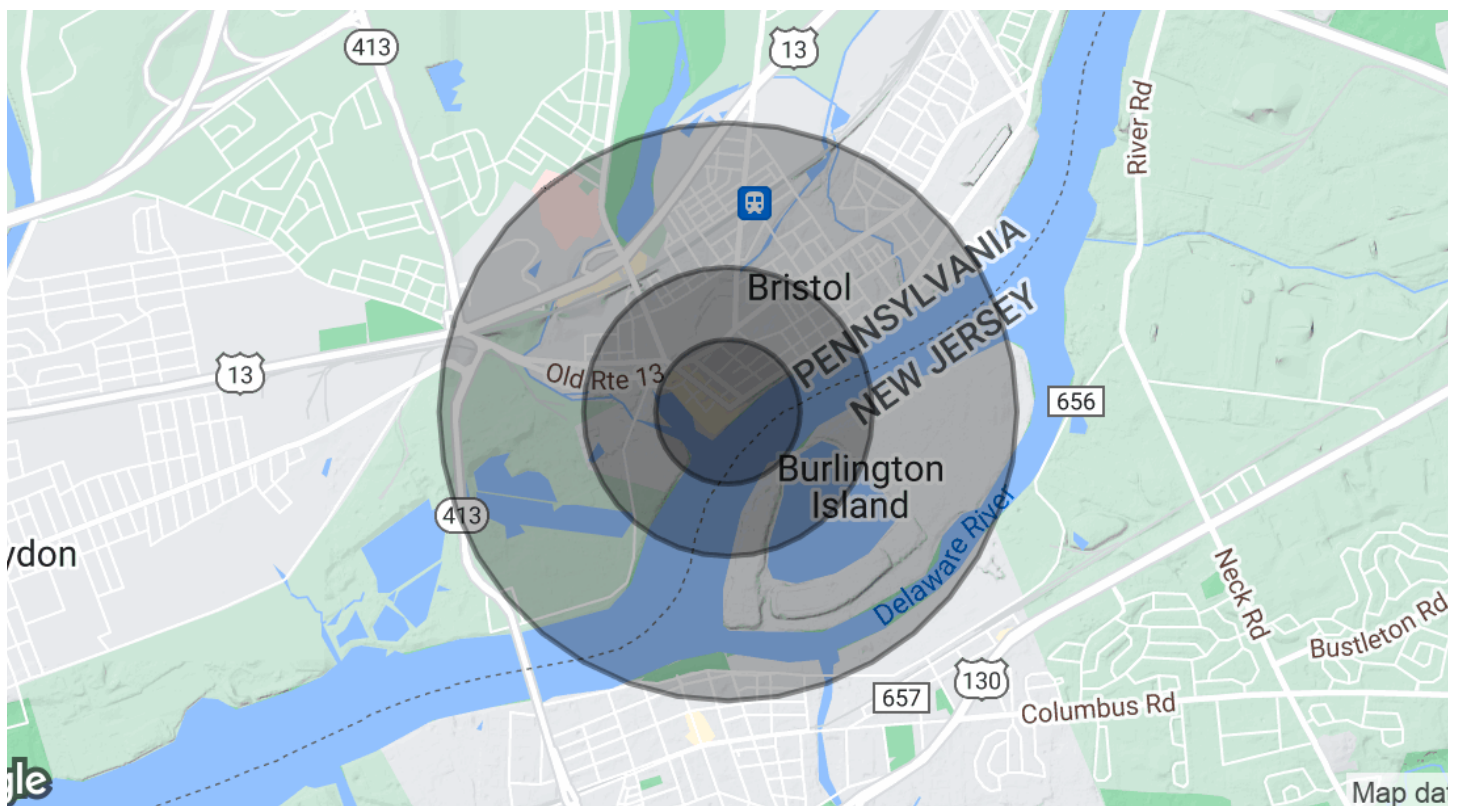 413
13
River Rd
PENNSYLVANIA
Bristol
NEW JERSEY
13
Old Rte 13
656
Burlington
Island
413
ydon
Delaware River
Neck Rd
Bustleton Rd
657
130
Columbus Rd
gle
Map dat